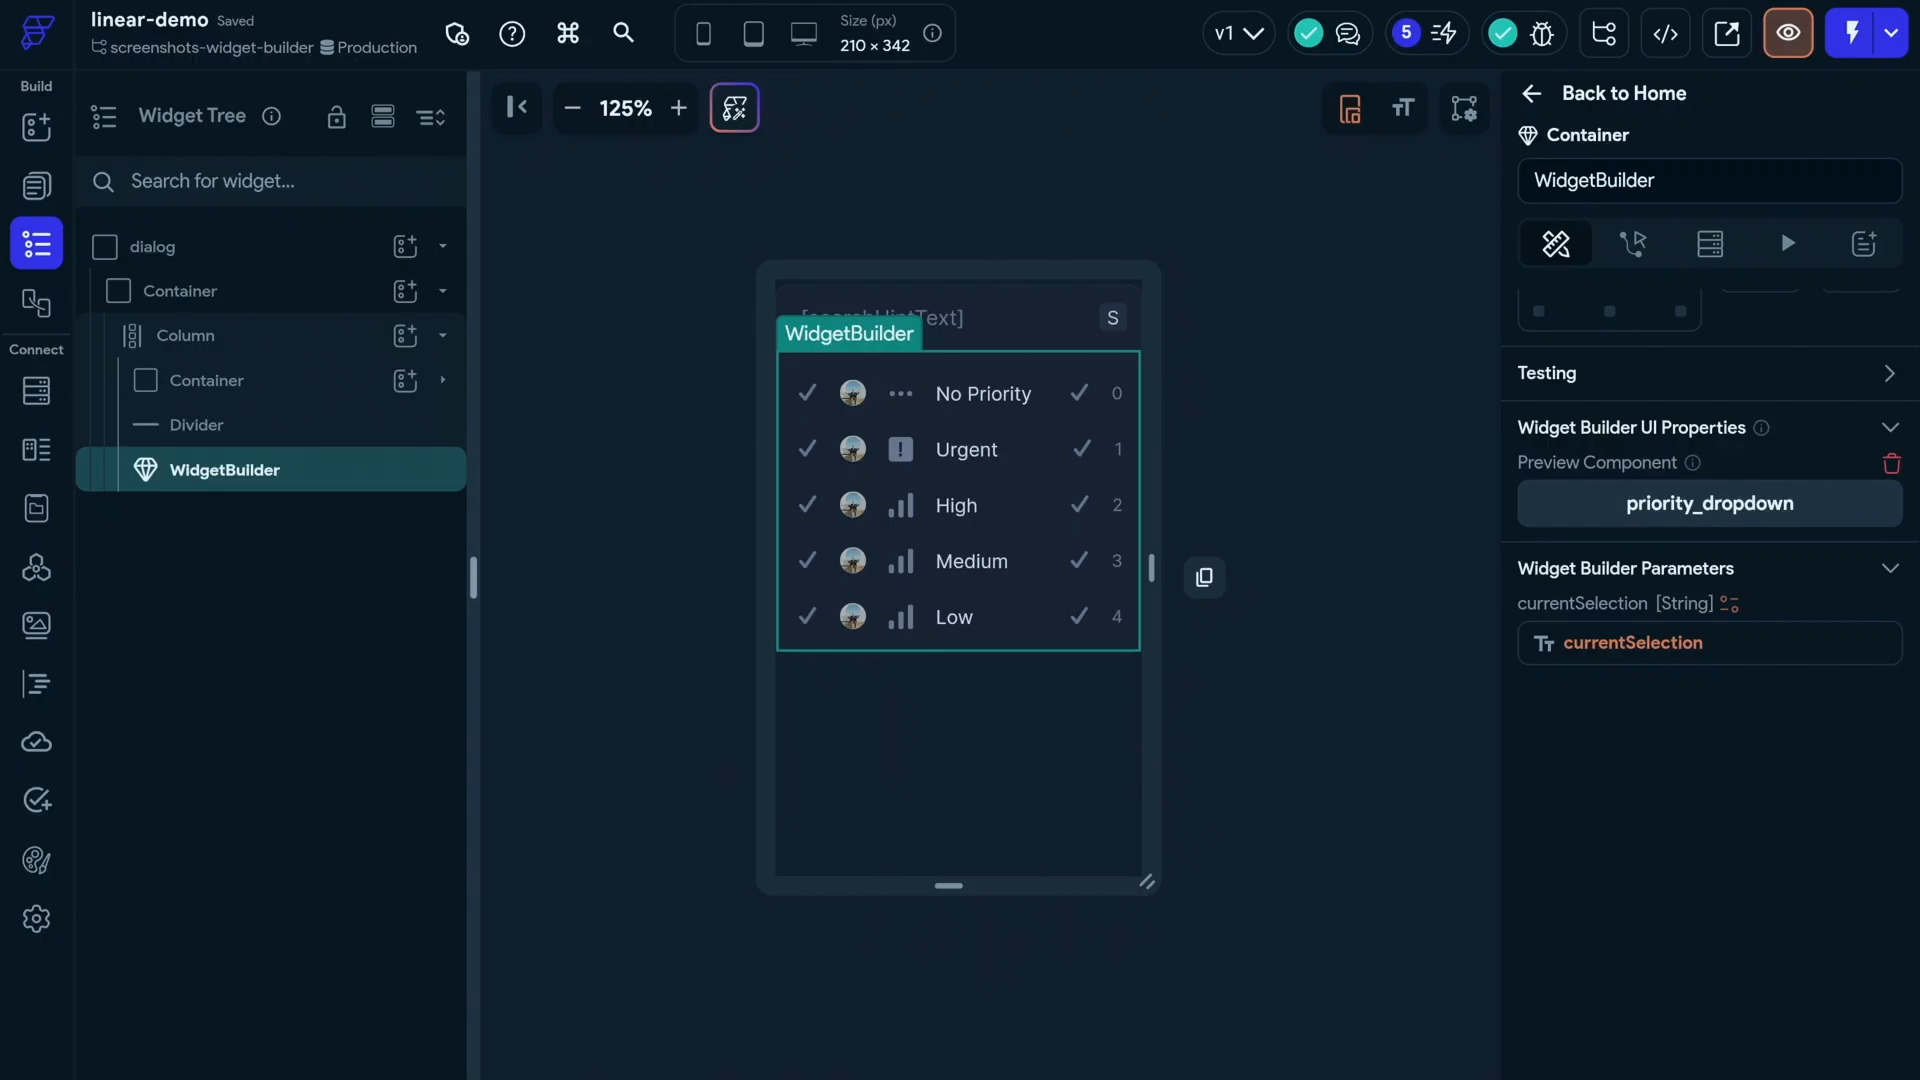 linear-demo Saved
screenshots-widget-builder Production
Size (px)
210 × 342
v1
5
Build
Connect
Widget Tree
Search for widget...
dialog
Container
Column
Container
Divider
WidgetBuilder
125%
S
WidgetBuilder
No Priority 0
Urgent 1
High 2
Medium 3
Low 4
Back to Home
Container
WidgetBuilder
Testing
Widget Builder UI Properties
Preview Component
priority_dropdown
Widget Builder Parameters
currentSelection [String]
Tт currentSelection